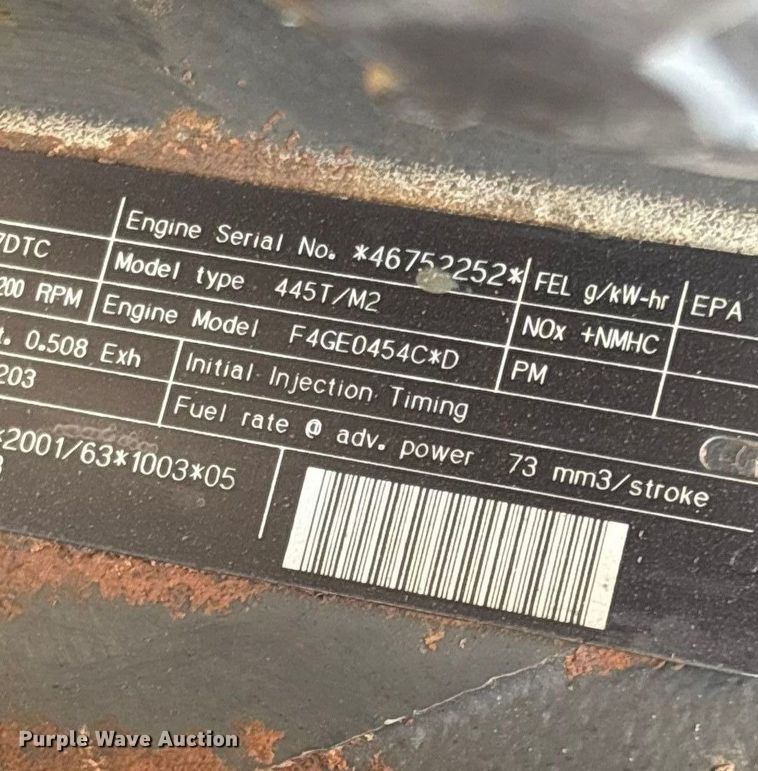 Engine Serial No. *46752252*
FEL g/kW-hr
EPA
7DTC
Model type 445T/M2
NOx +NMHC
200 RPM
Engine Model F4GE0454C*D
PM
t. 0.508 Exh
Initial Injection Timing
203
Fuel rate @ adv. power 73 mm3/stroke
*2001/63*1003*05
3
Purple Wave Auction